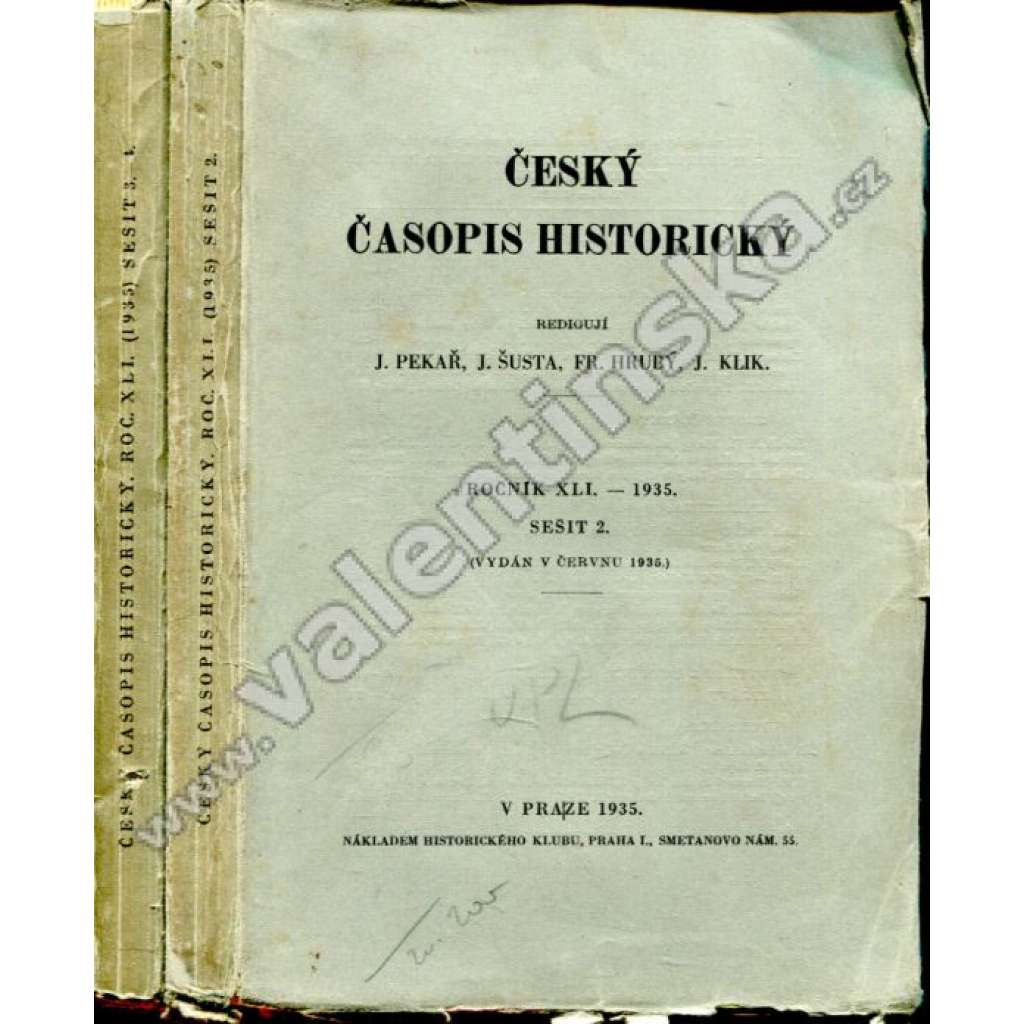 ČESKÝ
ČASOPIS HISTORICKÝ
REDIGUJÍ
J. PEKAŘ, J. ŠUSTA, FR. HRUBÝ, J. KLIK.
ROČNÍK XLI. — 1935.
SEŠIT 2.
(VYDÁN V ČERVNU 1935.)
V PRAZE 1935.
NÁKLADEM HISTORICKÉHO KLUBU, PRAHA I., SMETANOVO NÁM. 55.
ČESKÝ ČASOPIS HISTORICKÝ. ROČ. XLI. (1935) SEŠIT 2.
ČESKÝ ČASOPIS HISTORICKÝ. ROČ. XLI. (1935) SEŠIT 3. 4.
www.valentinska.cz